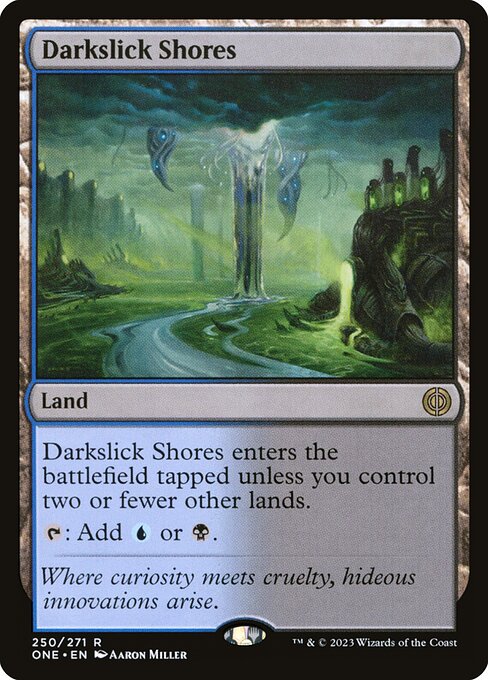 Darkslick Shores
Land
Darkslick Shores enters the
battlefield tapped unless you control
two or fewer other lands.
: Add or .
Where curiosity meets cruelty, hideous
innovations arise.
250/271 R
ONE • EN AARON MILLER
™ & © 2023 Wizards of the Coast